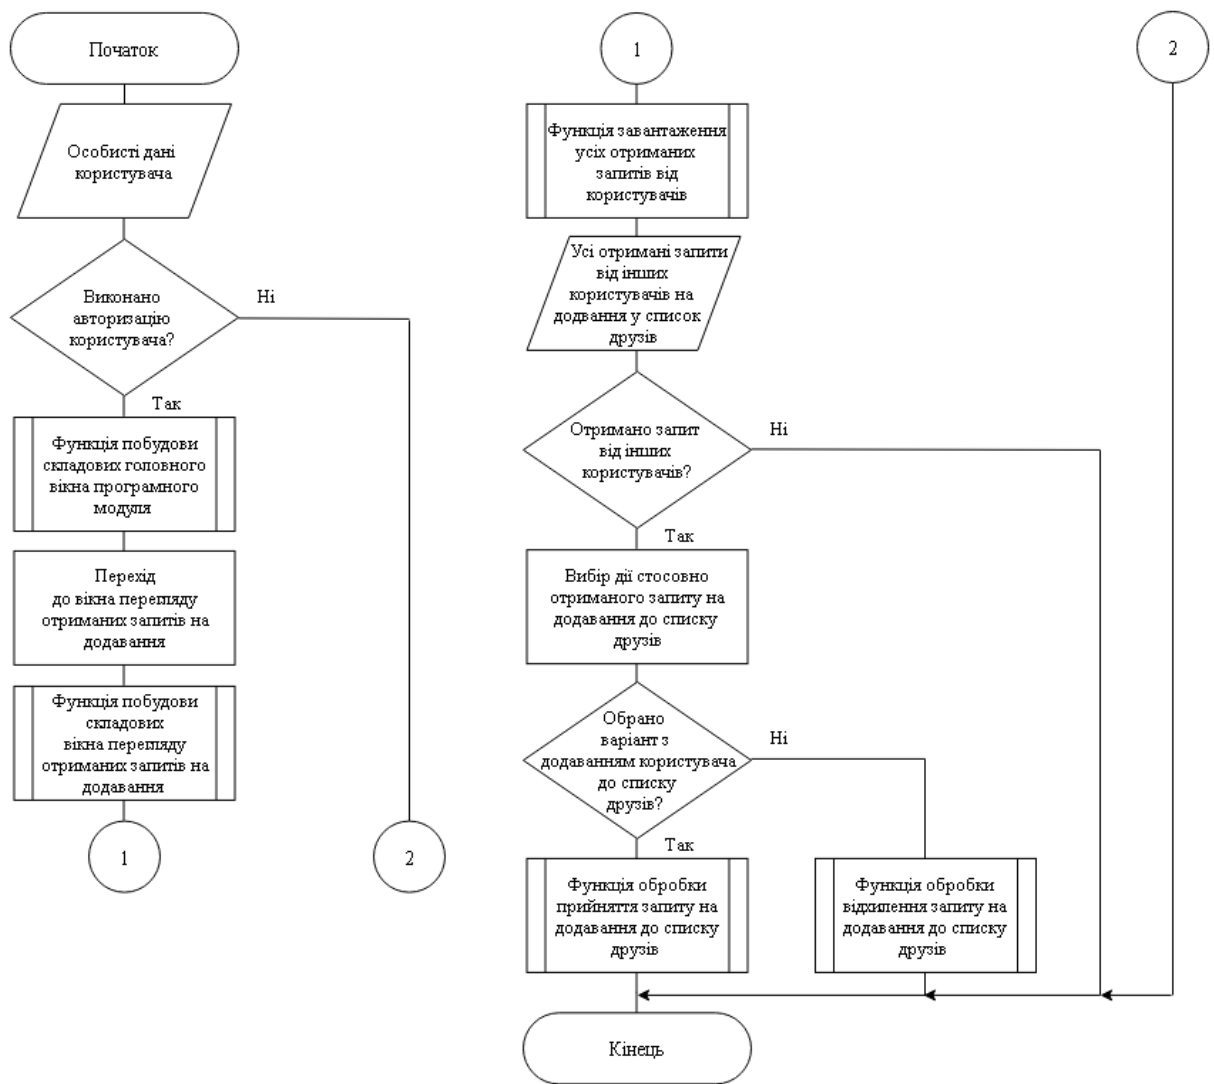 Початок
Особисті дані
користувача
Виконано
авторизацію
користувача?
Ні
Так
Функція побудови
складових головного
вікна програмного
модуля
Перехід
до вікна перегляду
отриманих запитів на
додавання
Функція побудови
складових
вікна перегляду
отриманих запитів на
додавання
1
2
1
Функція завантаження
усіх отриманих
запитів від
користувачів
Усі отримані запити
від інших
користувачів на
додвання у список
друзів
Отримано запит
від інших
користувачів?
Ні
Так
Вибір дії стосовно
отриманого запиту на
додавання до списку
друзів
Обрано
варіант з
додаванням користувача
до списку
друзів?
Ні
Так
Функція обробки
прийняття запиту на
додавання до списку
друзів
Функція обробки
відхилення запиту на
додавання до списку
друзів
Кінець
2